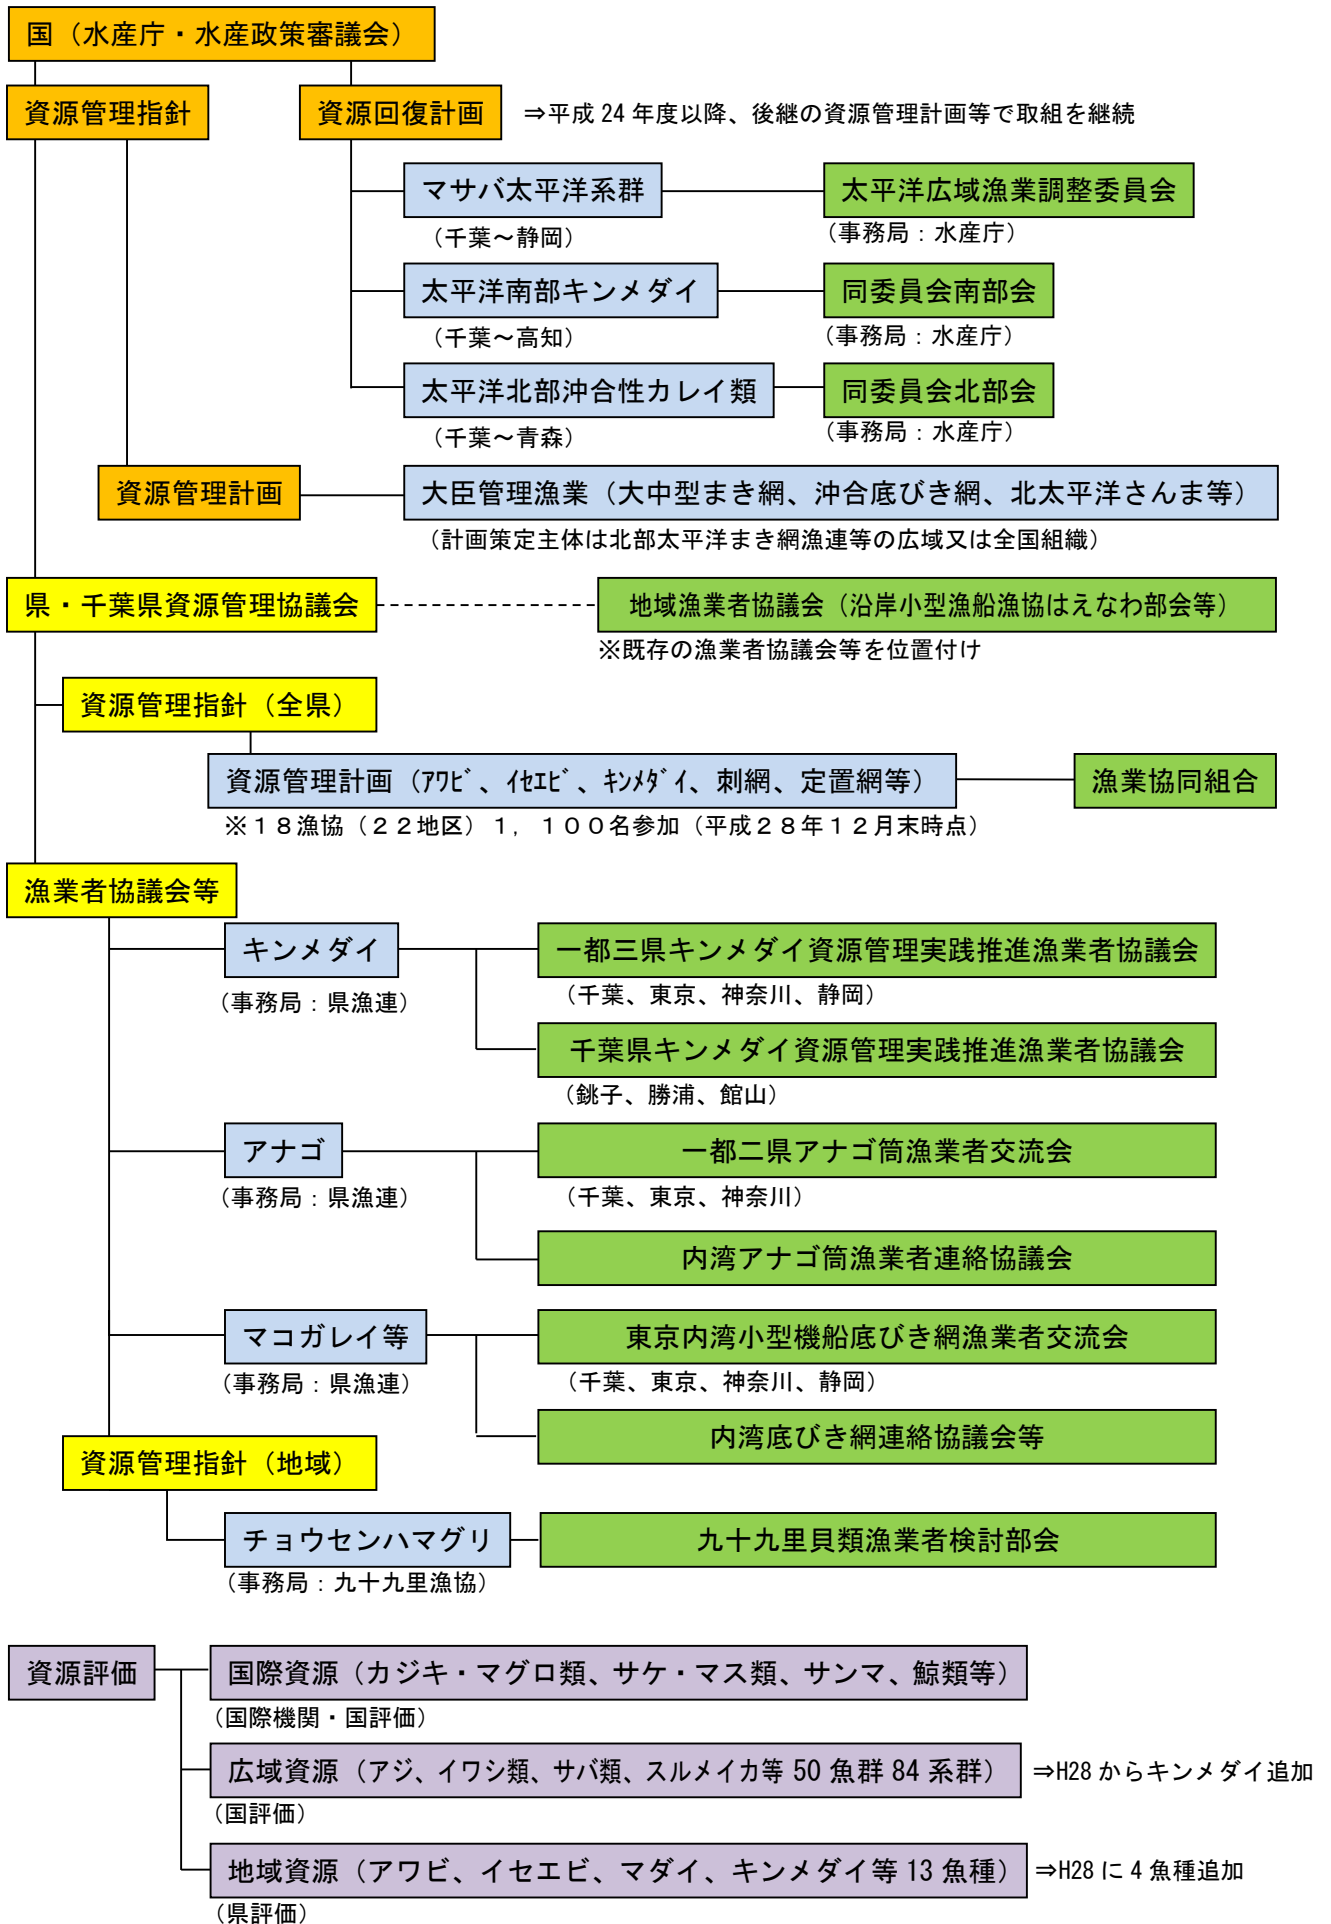 国（水産庁・水産政策審議会）
資源管理指針
資源回復計画
⇒平成 24 年度以降、後継の資源管理計画等で取組を継続
マサバ太平洋系群
太平洋広域漁業調整委員会
（千葉～静岡）
（事務局：水産庁）
太平洋南部キンメダイ
同委員会南部会
（千葉～高知）
（事務局：水産庁）
太平洋北部沖合性カレイ類
同委員会北部会
（千葉～青森）
（事務局：水産庁）
資源管理計画
大臣管理漁業（大中型まき網、沖合底びき網、北太平洋さんま等）
（計画策定主体は北部太平洋まき網漁連等の広域又は全国組織）
県・千葉県資源管理協議会
地域漁業者協議会（沿岸小型漁船漁協はえなわ部会等）
※既存の漁業者協議会等を位置付け
資源管理指針（全県）
資源管理計画（ｱﾜﾋﾞ、ｲｾｴﾋﾞ、ｷﾝﾒﾀﾞｲ、刺網、定置網等）
漁業協同組合
※１８漁協（２２地区）１，１００名参加（平成２８年１２月末時点）
漁業者協議会等
キンメダイ
一都三県キンメダイ資源管理実践推進漁業者協議会
（事務局：県漁連）
（千葉、東京、神奈川、静岡）
千葉県キンメダイ資源管理実践推進漁業者協議会
（銚子、勝浦、館山）
アナゴ
一都二県アナゴ筒漁業者交流会
（事務局：県漁連）
（千葉、東京、神奈川）
内湾アナゴ筒漁業者連絡協議会
マコガレイ等
東京内湾小型機船底びき網漁業者交流会
（事務局：県漁連）
（千葉、東京、神奈川、静岡）
内湾底びき網連絡協議会等
資源管理指針（地域）
チョウセンハマグリ
九十九里貝類漁業者検討部会
（事務局：九十九里漁協）
資源評価
国際資源（カジキ・マグロ類、サケ・マス類、サンマ、鯨類等）
（国際機関・国評価）
広域資源（アジ、イワシ類、サバ類、スルメイカ等 50 魚群 84 系群）
⇒H28 からキンメダイ追加
（国評価）
地域資源（アワビ、イセエビ、マダイ、キンメダイ等 13 魚種）
⇒H28 に 4 魚種追加
（県評価）